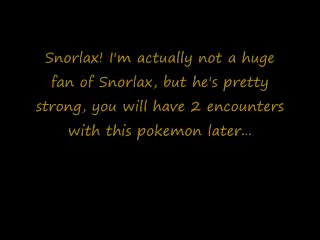 Snorlax! I'm actually not a huge
fan of Snorlax, but he's pretty
strong, you will have 2 encounters
with this pokemon later...